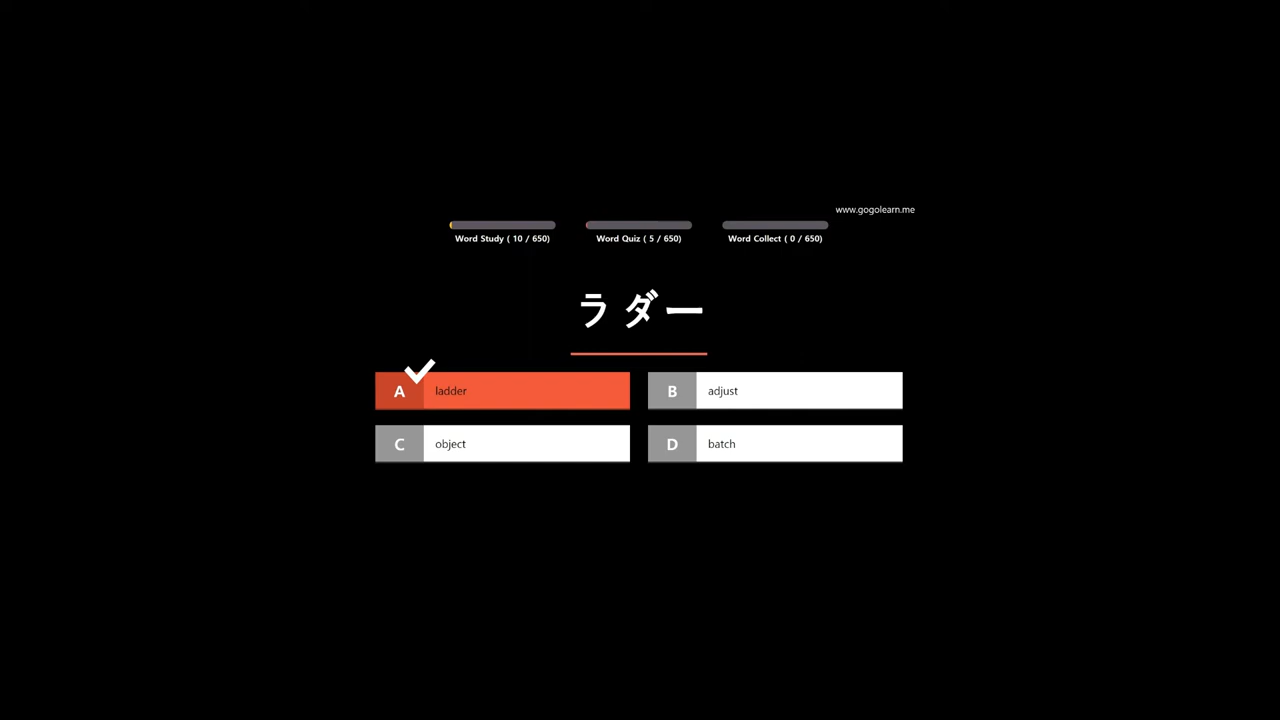 www.gogolearn.me
Word Study ( 10 / 650)
Word Quiz ( 5 / 650)
Word Collect ( 0 / 650)
ラダー
A ladder
B adjust
C object
D batch